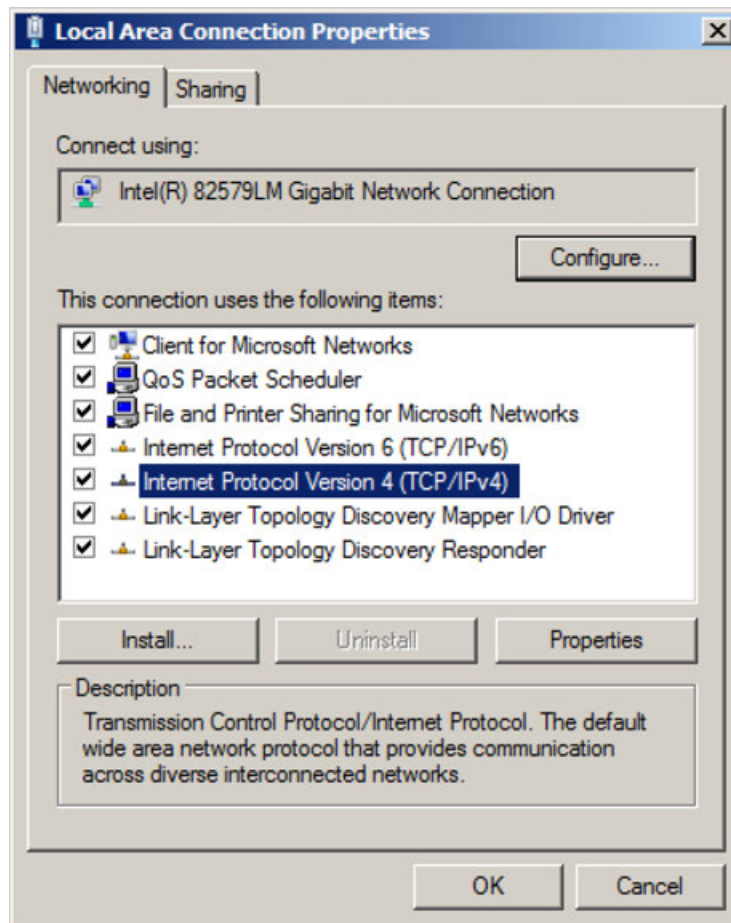 Local Area Connection Properties
Networking
Sharing
Connect using:
Intel(R) 82579LM Gigabit Network Connection
Configure...
This connection uses the following items:
Client for Microsoft Networks
QoS Packet Scheduler
File and Printer Sharing for Microsoft Networks
Internet Protocol Version 6 (TCP/IPv6)
Internet Protocol Version 4 (TCP/IPv4)
Link-Layer Topology Discovery Mapper I/O Driver
Link-Layer Topology Discovery Responder
Install...
Uninstall
Properties
Description
Transmission Control Protocol/Internet Protocol. The default
wide area network protocol that provides communication
across diverse interconnected networks.
OK
Cancel